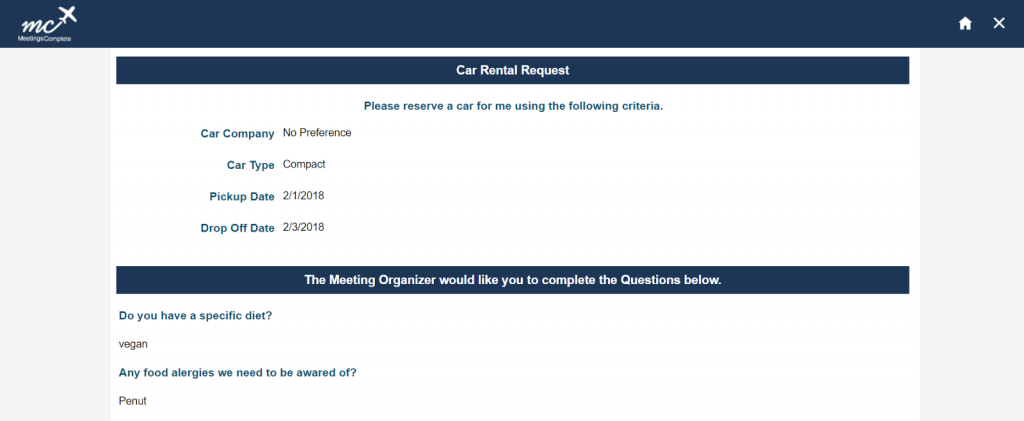 mc
MeetingsComplete
Car Rental Request
Please reserve a car for me using the following criteria.
Car Company No Preference
Car Type Compact
Pickup Date 2/1/2018
Drop Off Date 2/3/2018
The Meeting Organizer would like you to complete the Questions below.
Do you have a specific diet?
vegan
Any food alergies we need to be awared of?
Penut